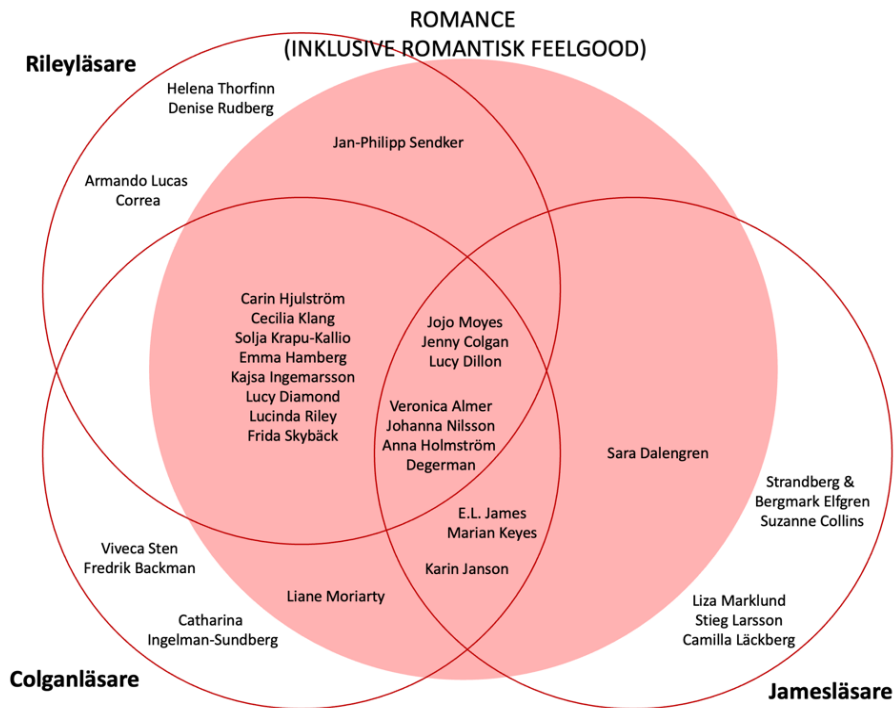 ROMANCE
(INKLUSIVE ROMANTISK FEELGOOD)
Rileyläsare
Helena Thorfinn
Denise Rudberg
Jan-Philipp Sendker
Armando Lucas
Correa
Carin Hjulström
Cecilia Klang
Solja Krapu-Kallio
Emma Hamberg
Kajsa Ingemarsson
Lucy Diamond
Lucinda Riley
Frida Skybäck
Jojo Moyes
Jenny Colgan
Lucy Dillon
Veronica Almer
Johanna Nilsson
Anna Holmström
Degerman
Sara Dalengren
Strandberg &
Bergmark Elfgren
Suzanne Collins
E.L. James
Marian Keyes
Karin Janson
Viveca Sten
Fredrik Backman
Liane Moriarty
Catharina
Ingelman-Sundberg
Liza Marklund
Stieg Larsson
Camilla Läckberg
Colganläsare
Jamesläsare